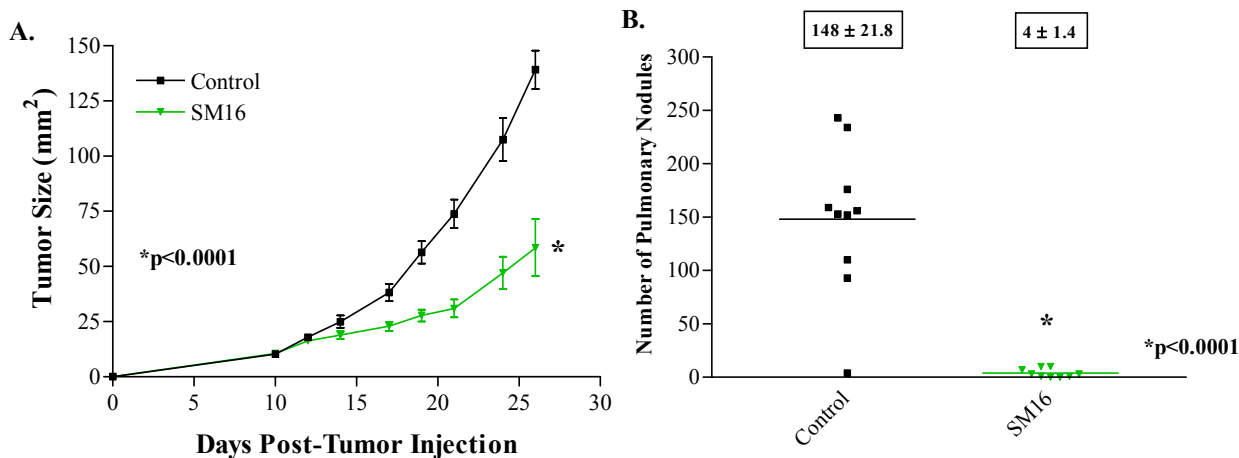 A.
Tumor Size (mm²)
150
125
100
75
50
25
0
Control
SM16
*p<0.0001
*
0 5 10 15 20 25 30
Days Post-Tumor Injection
B.
148 ± 21.8 4 ± 1.4
Number of Pulmonary Nodules
300
250
200
150
100
50
0
*
*p<0.0001
Control SM16